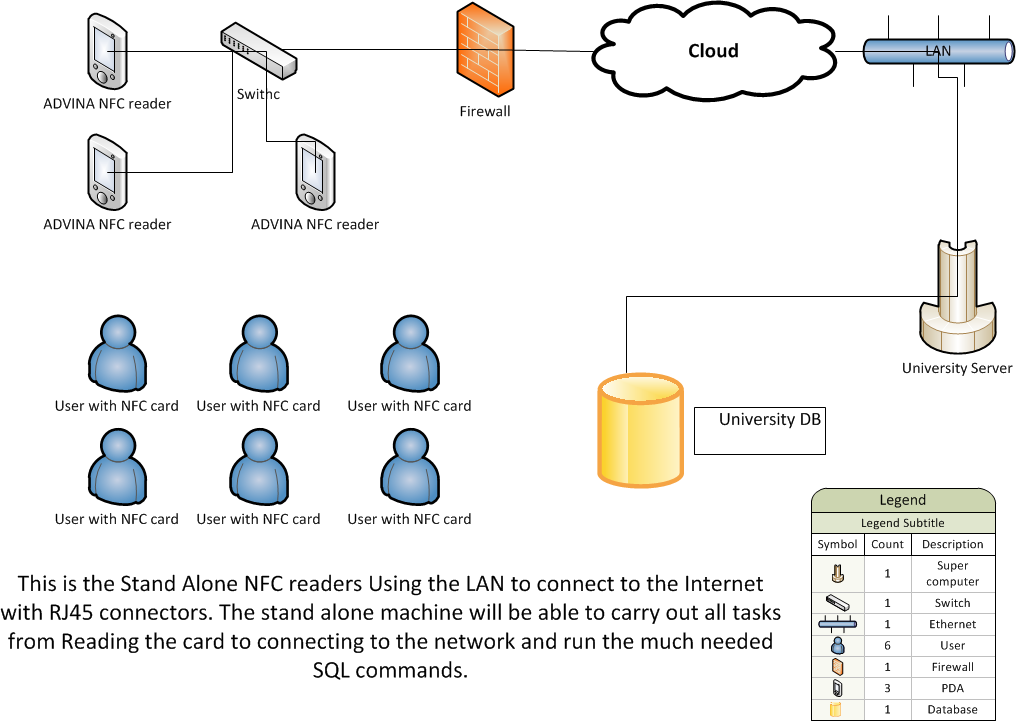 Cloud
LAN
Swithc
ADVINA NFC reader
Firewall
ADVINA NFC reader
ADVINA NFC reader
University Server
User with NFC card
User with NFC card
User with NFC card
University DB
User with NFC card
User with NFC card
User with NFC card
Legend
Legend Subtitle
Symbol Count Description
1 Super
computer
1 Switch
1 Ethernet
6 User
1 Firewall
3 PDA
1 Database
This is the Stand Alone NFC readers Using the LAN to connect to the Internet
with RJ45 connectors. The stand alone machine will be able to carry out all tasks
from Reading the card to connecting to the network and run the much needed
SQL commands.